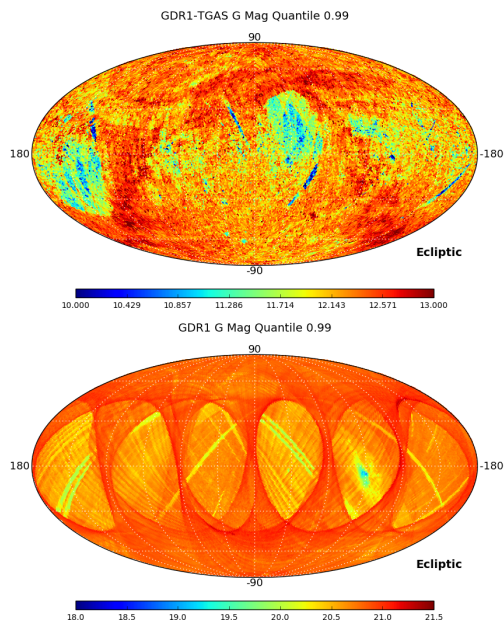 GDR1-TGAS G Mag Quantile 0.99
90
180
-180
Ecliptic
-90
10.000 10.429 10.857 11.286 11.714 12.143 12.571 13.000
GDR1 G Mag Quantile 0.99
90
180
-180
Ecliptic
-90
18.0 18.5 19.0 19.5 20.0 20.5 21.0 21.5